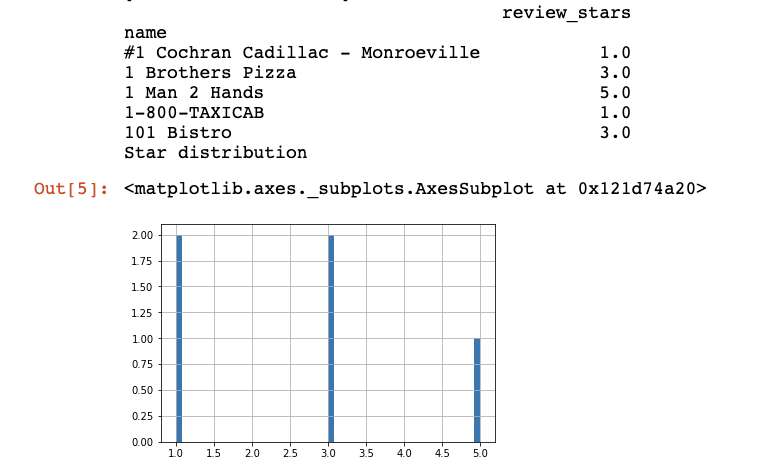 review_stars
name
#1 Cochran Cadillac - Monroeville 1.0
1 Brothers Pizza 3.0
1 Man 2 Hands 5.0
1-800-TAXICAB 1.0
101 Bistro 3.0
Star distribution
Out[5]: <matplotlib.axes._subplots.AxesSubplot at 0x121d74a20>
2.00
1.75
1.50
1.25
1.00
0.75
0.50
0.25
0.00
1.0 1.5 2.0 2.5 3.0 3.5 4.0 4.5 5.0